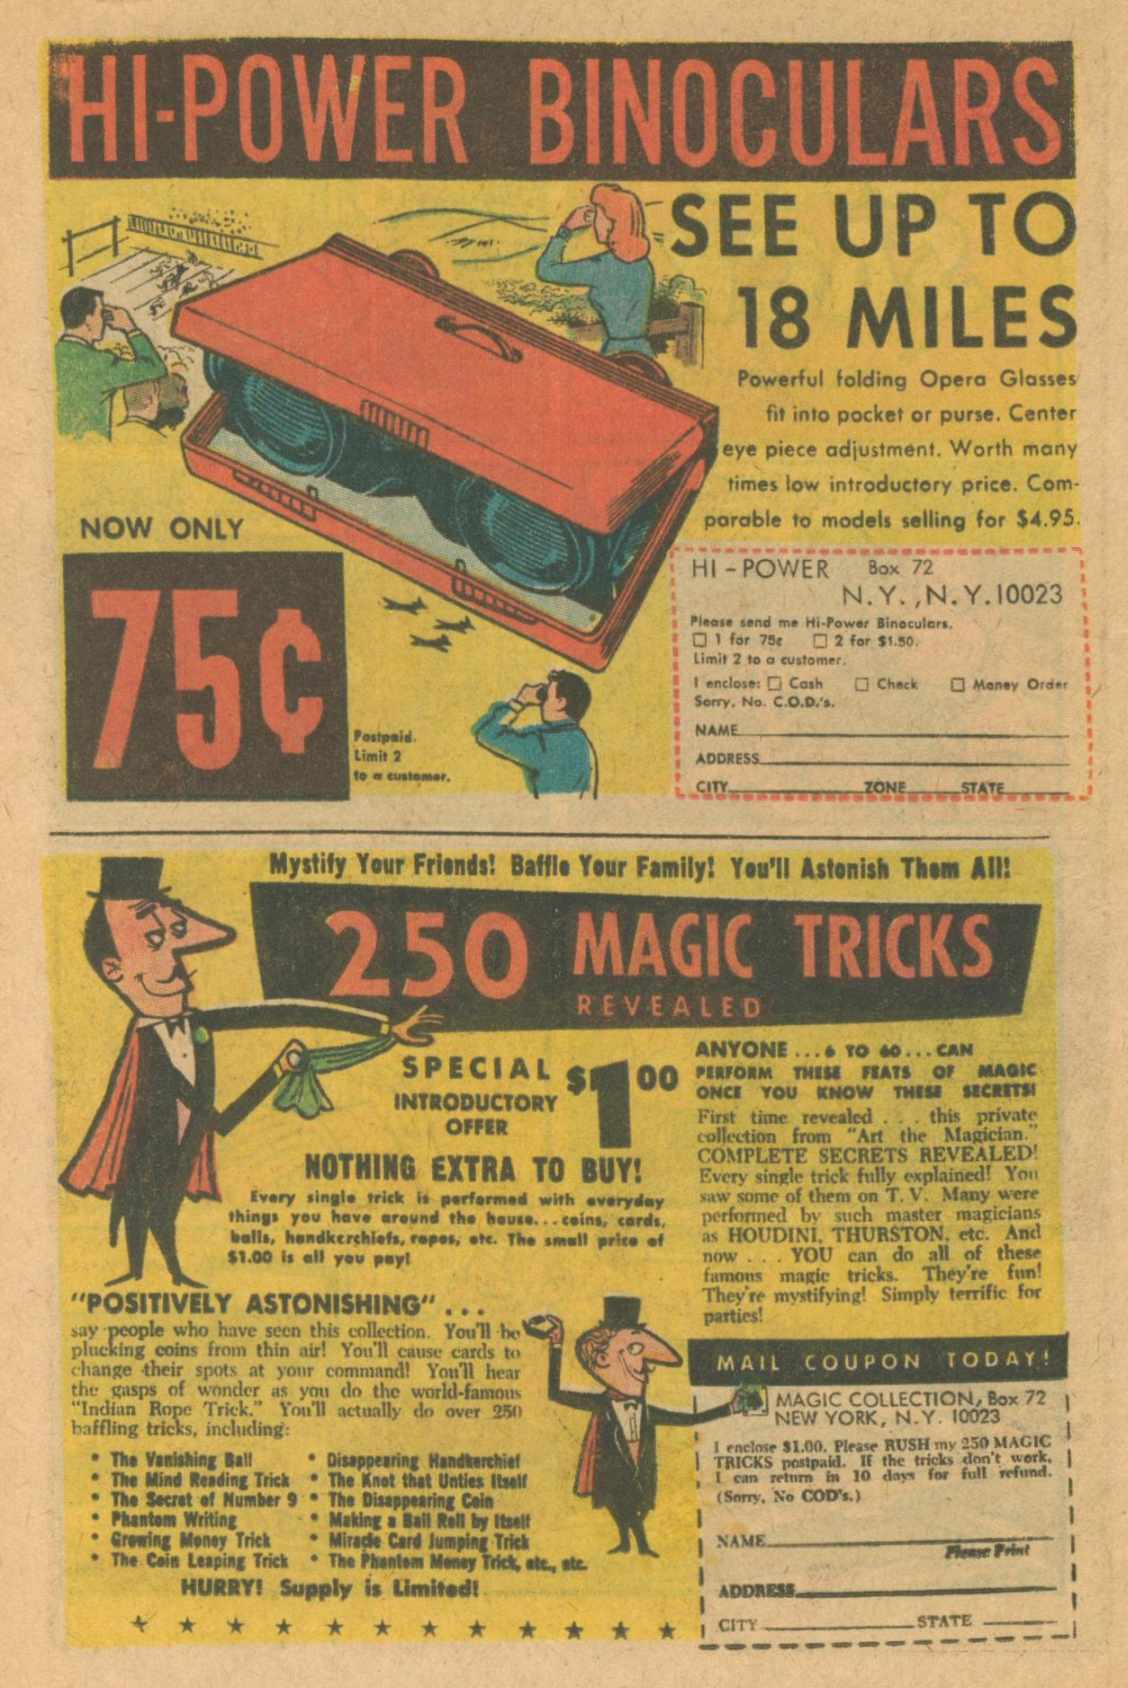 HI-POWER BINOCULARS
SEE UP TO
18 MILES
Powerful folding Opera Glasses
fit into pocket or purse. Center
eye piece adjustment. Worth many
times low introductory price. Com-
parable to models selling for $4.95.
NOW ONLY
75¢
Postpaid.
Limit 2
to a customer.
HI-POWER Box 72
N.Y., N.Y. 10023
Please send me Hi-Power Binoculars.
1 for 75¢ 2 for $1.50.
Limit 2 to a customer.
I enclose: Cash Check Money Order
Sorry. No. C.O.D.'s.
NAME
ADDRESS
CITY ZONE STATE
Mystify Your Friends! Baffle Your Family! You'll Astonish Them All!
250 MAGIC TRICKS
REVEALED
SPECIAL
INTRODUCTORY
OFFER
$1.00
NOTHING EXTRA TO BUY!
Every single trick is performed with everyday
things you have around the house...coins, cards,
balls, handkerchiefs, ropes, etc. The small price of
$1.00 is all you pay!
ANYONE ...6 TO 60...CAN
PERFORM THESE FEATS OF MAGIC
ONCE YOU KNOW THESE SECRETS!
First time revealed . . . this private
collection from "Art the Magician."
COMPLETE SECRETS REVEALED!
Every single trick fully explained! You
saw some of them on T. V. Many were
performed by such master magicians
as HOUDINI, THURSTON, etc. And
now . . . YOU can do all of these
famous magic tricks. They're fun!
They're mystifying! Simply terrific for
parties!
"POSITIVELY ASTONISHING" . . .
say people who have seen this collection. You'll be
plucking coins from thin air! You'll cause cards to
change their spots at your command! You'll hear
the gasps of wonder as you do the world-famous
"Indian Rope Trick." You'll actually do over 250
baffling tricks, including:
• The Vanishing Ball
• The Mind Reading Trick
• The Secret of Number 9
• Phantom Writing
• Growing Money Trick
• The Coin Leaping Trick
• Disappearing Handkerchief
• The Knot that Unties Itself
• The Disappearing Coin
• Making a Ball Roll by Itself
• Miracle Card Jumping Trick
• The Phantom Money Trick, etc., etc.
HURRY! Supply is Limited!
MAIL COUPON TODAY!
MAGIC COLLECTION, Box 72
NEW YORK, N.Y. 10023
I enclose $1.00. Please RUSH my 250 MAGIC
TRICKS postpaid. If the tricks don't work,
I can return in 10 days for full refund.
(Sorry, No COD's.)
NAME
Please Print
ADDRESS
CITY STATE